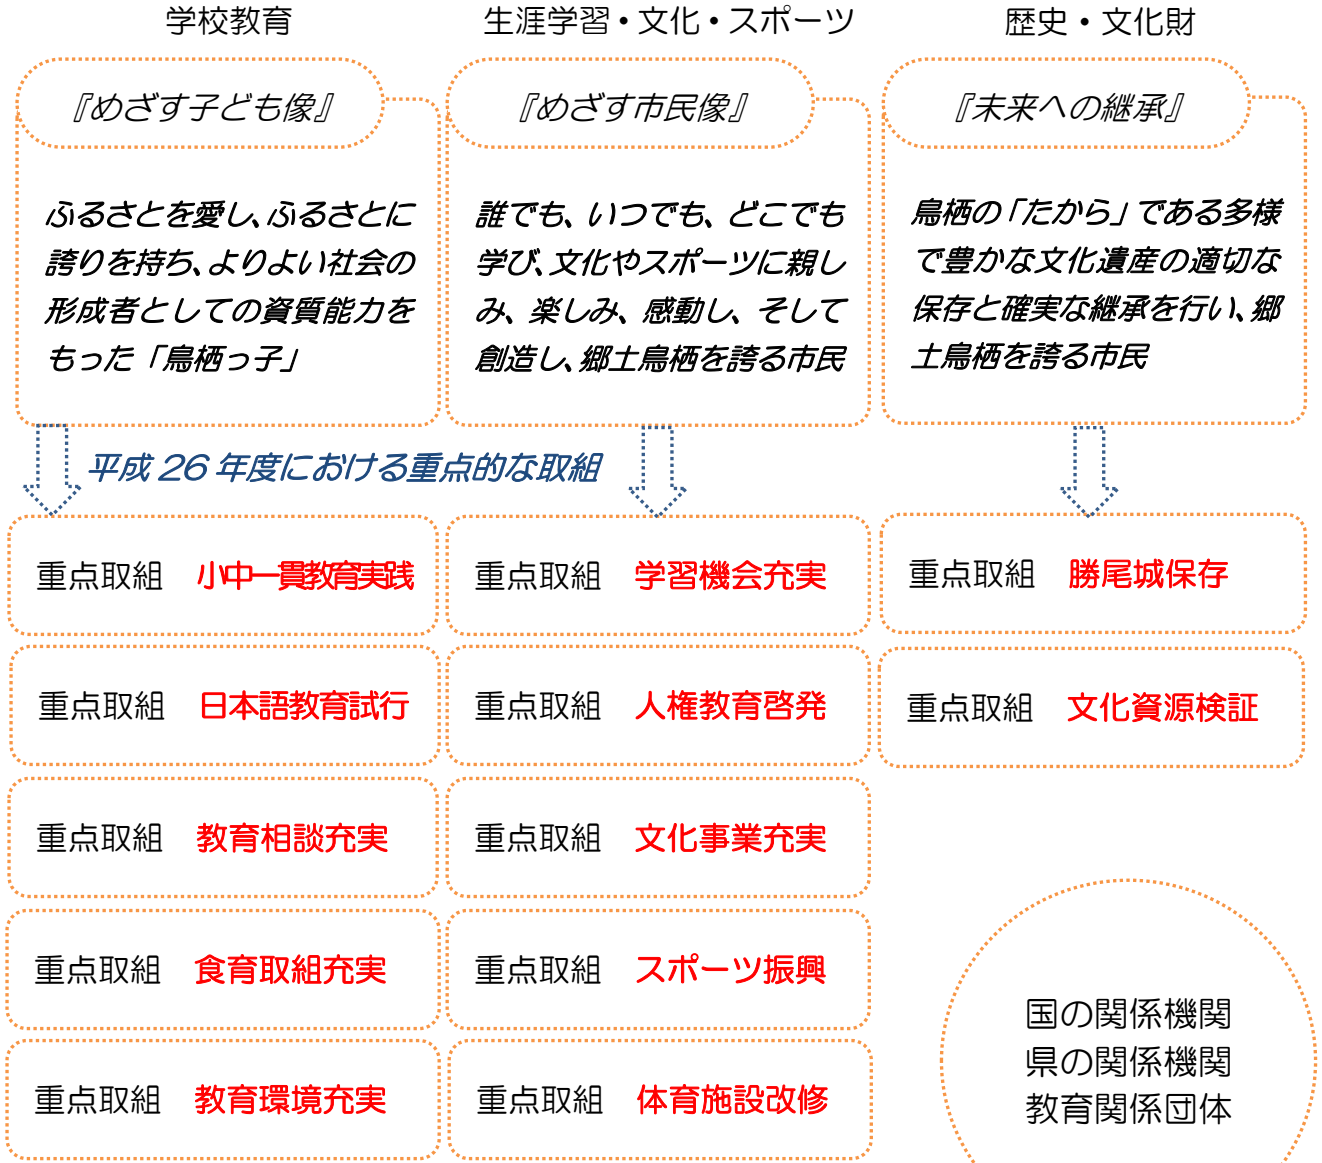 学校教育
『めざす子ども像』
ふるさとを愛し、ふるさとに
誇りを持ち、よりよい社会の
形成者としての資質能力を
もった「鳥栖っ子」
生涯学習・文化・スポーツ
『めざす市民像』
誰でも、いつでも、どこでも
学び、文化やスポーツに親し
み、楽しみ、感動し、そして
創造し、郷土鳥栖を誇る市民
歴史・文化財
『未来への継承』
鳥栖の「たから」である多様
で豊かな文化遺産の適切な
保存と確実な継承を行い、郷
土鳥栖を誇る市民
平成 26 年度における重点的な取組
重点取組 小中一貫教育実践
重点取組 日本語教育試行
重点取組 教育相談充実
重点取組 食育取組充実
重点取組 教育環境充実
重点取組 学習機会充実
重点取組 人権教育啓発
重点取組 文化事業充実
重点取組 スポーツ振興
重点取組 体育施設改修
重点取組 勝尾城保存
重点取組 文化資源検証
国の関係機関
県の関係機関
教育関係団体